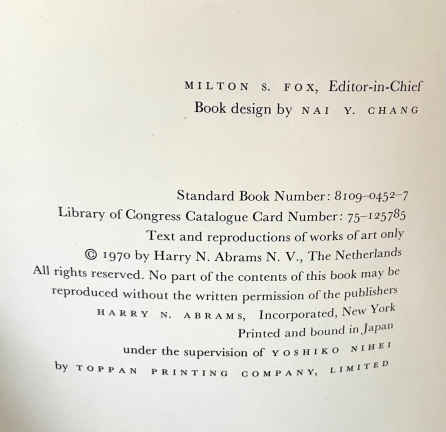 MILTON S. FOX, Editor-in-Chief
Book design by NAI Y. CHANG
Standard Book Number: 8109-0452-7
Library of Congress Catalogue Card Number: 75-125785
Text and reproductions of works of art only
© 1970 by Harry N. Abrams N. V., The Netherlands
All rights reserved. No part of the contents of this book may be
reproduced without the written permission of the publishers
HARRY N. ABRAMS, Incorporated, New York
Printed and bound in Japan
under the supervision of YOSHIKO NIHEI
by TOPPAN PRINTING COMPANY, LIMITED